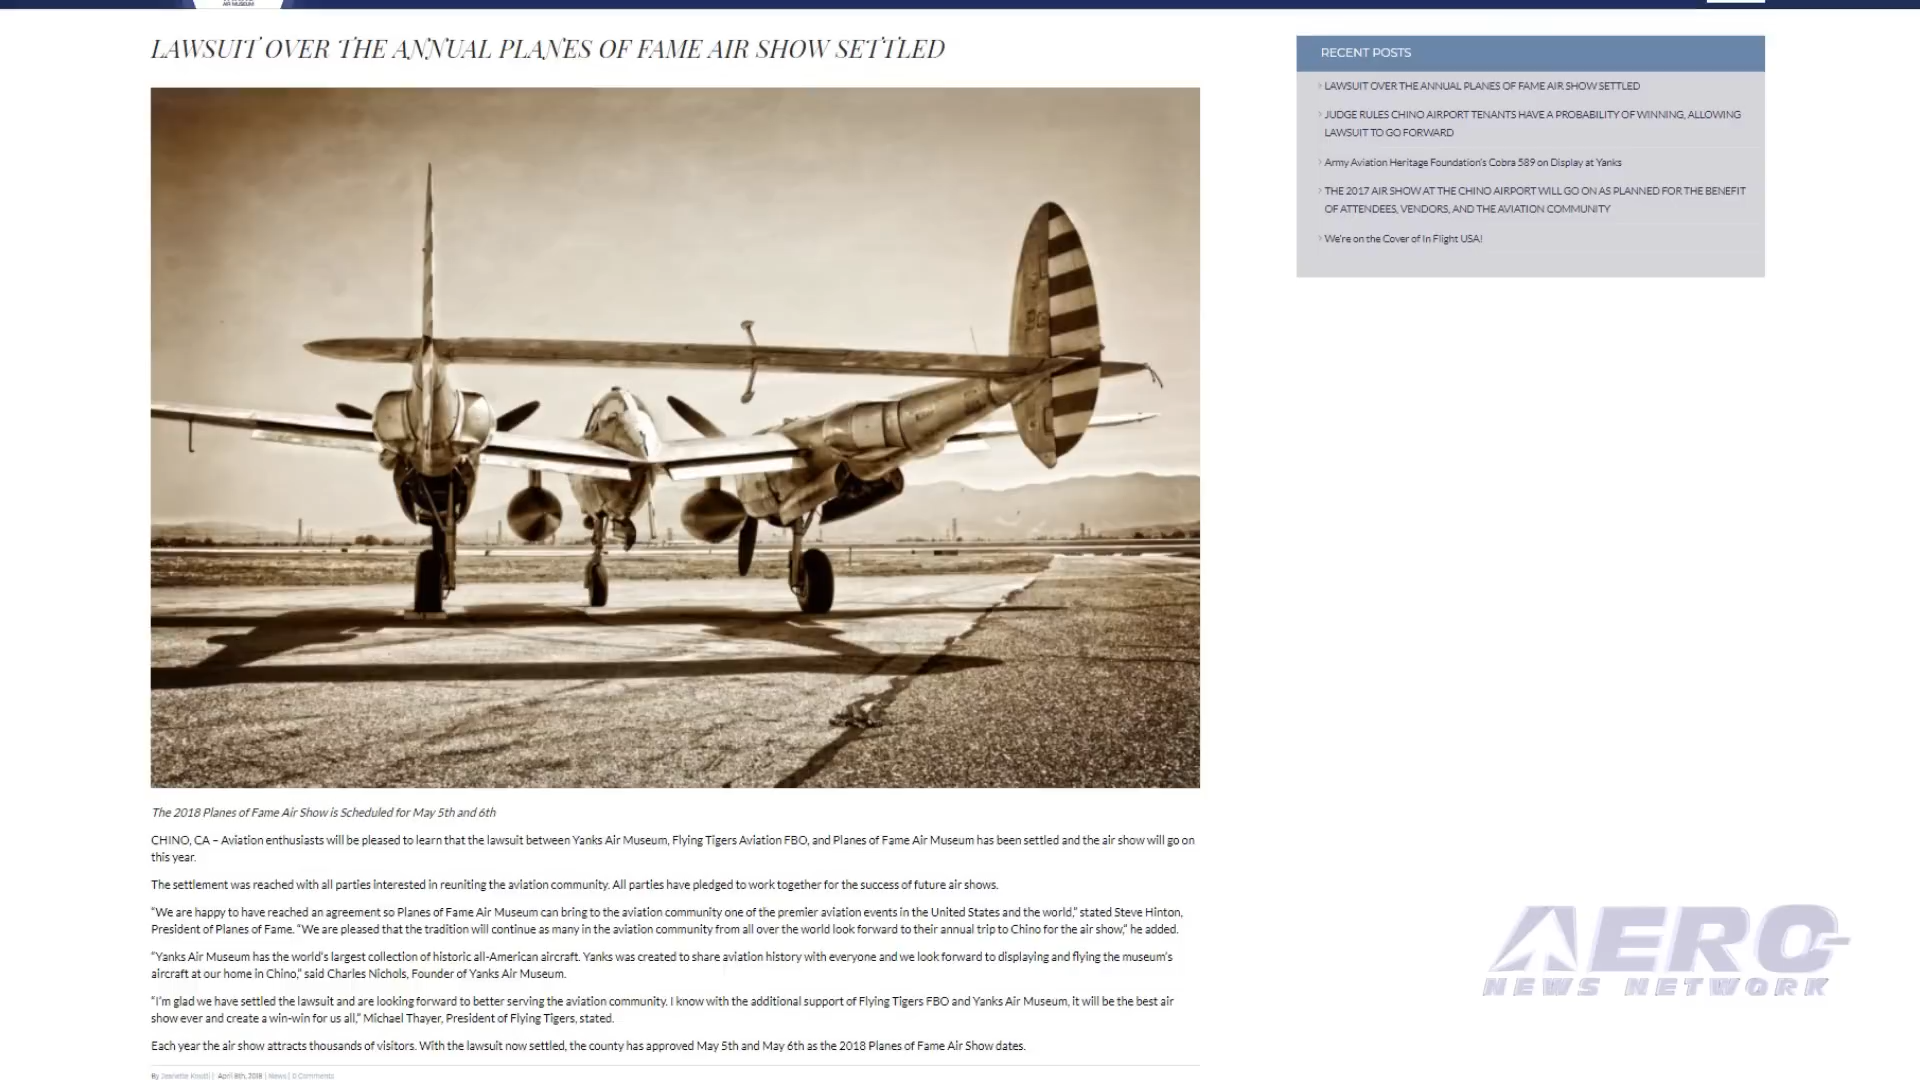 AIR MUSEUM
LAWSUIT OVER THE ANNUAL PLANES OF FAME AIR SHOW SETTLED
The 2018 Planes of Fame Air Show is Scheduled for May 5th and 6th
CHINO, CA – Aviation enthusiasts will be pleased to learn that the lawsuit between Yanks Air Museum, Flying Tigers Aviation FBO, and Planes of Fame Air Museum has been settled and the air show will go on
this year.
The settlement was reached with all parties interested in reuniting the aviation community. All parties have pledged to work together for the success of future air shows.
“We are happy to have reached an agreement so Planes of Fame Air Museum can bring to the aviation community one of the premier aviation events in the United States and the world,” stated Steve Hinton,
President of Planes of Fame. “We are pleased that the tradition will continue as many in the aviation community from all over the world look forward to their annual trip to Chino for the air show,” he added.
“Yanks Air Museum has the world’s largest collection of historic all-American aircraft. Yanks was created to share aviation history with everyone and we look forward to displaying and flying the museum’s
aircraft at our home in Chino,” said Charles Nichols, Founder of Yanks Air Museum.
“I’m glad we have settled the lawsuit and are looking forward to better serving the aviation community. I know with the additional support of Flying Tigers FBO and Yanks Air Museum, it will be the best air
show ever and create a win-win for us all,” Michael Thayer, President of Flying Tigers, stated.
Each year the air show attracts thousands of visitors. With the lawsuit now settled, the county has approved May 5th and May 6th as the 2018 Planes of Fame Air Show dates.
By Jeanette | April 8th, 2018 | News | 0 Comments
RECENT POSTS
LAWSUIT OVER THE ANNUAL PLANES OF FAME AIR SHOW SETTLED
JUDGE RULES CHINO AIRPORT TENANTS HAVE A PROBABILITY OF WINNING, ALLOWING
LAWSUIT TO GO FORWARD
Army Aviation Heritage Foundation’s Cobra 589 on Display at Yanks
THE 2017 AIR SHOW AT THE CHINO AIRPORT WILL GO ON AS PLANNED FOR THE BENEFIT
OF ATTENDEES, VENDORS, AND THE AVIATION COMMUNITY
We’re on the Cover of In Flight USA!
AERO
NEWS NETWORK